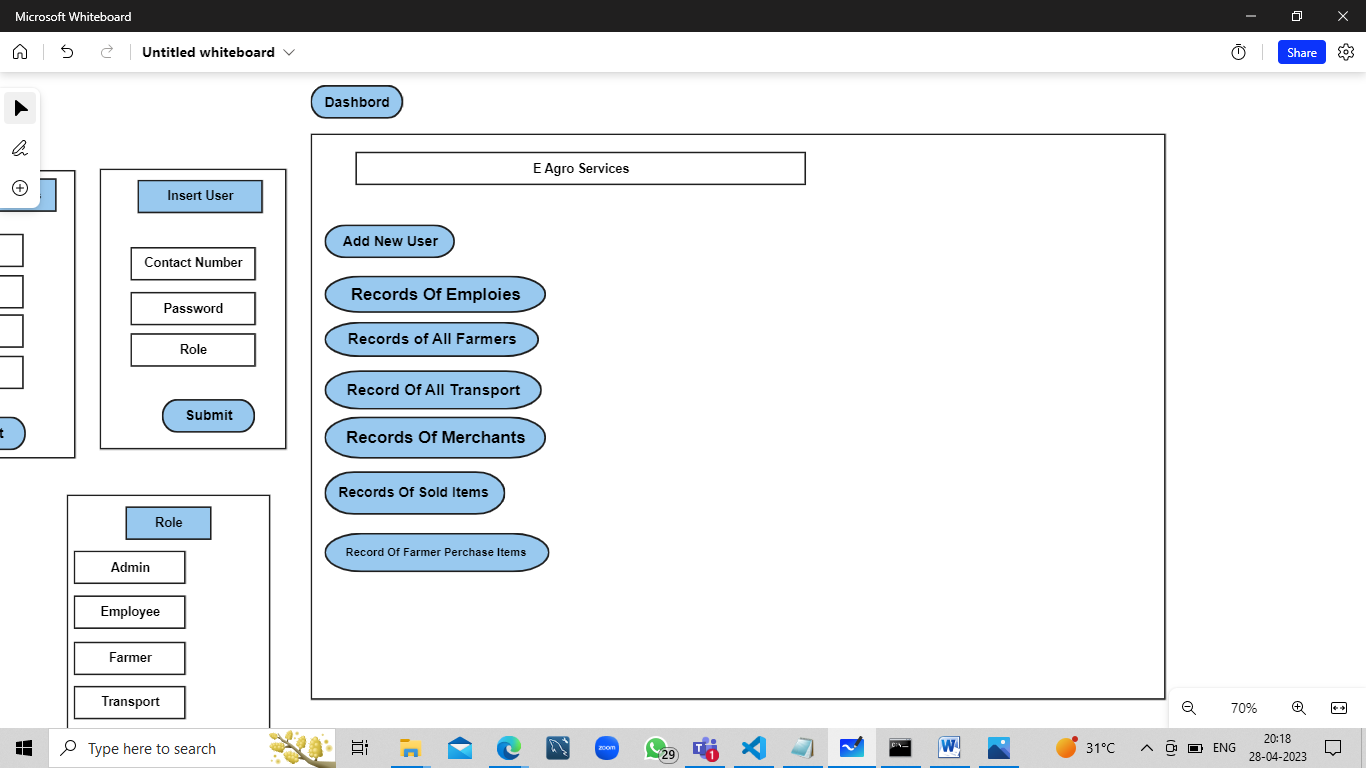 Microsoft Whiteboard
Untitled whiteboard
Share
Dashbord
E Agro Services
Add New User
Records Of Emploies
Records of All Farmers
Record Of All Transport
Records Of Merchants
Records Of Sold Items
Record Of Farmer Perchase Items
Insert User
Contact Number
Password
Role
Submit
t
Role
Admin
Employee
Farmer
Transport
70%
Type here to search
zoom
29
1
31°C
ENG
20:18
28-04-2023